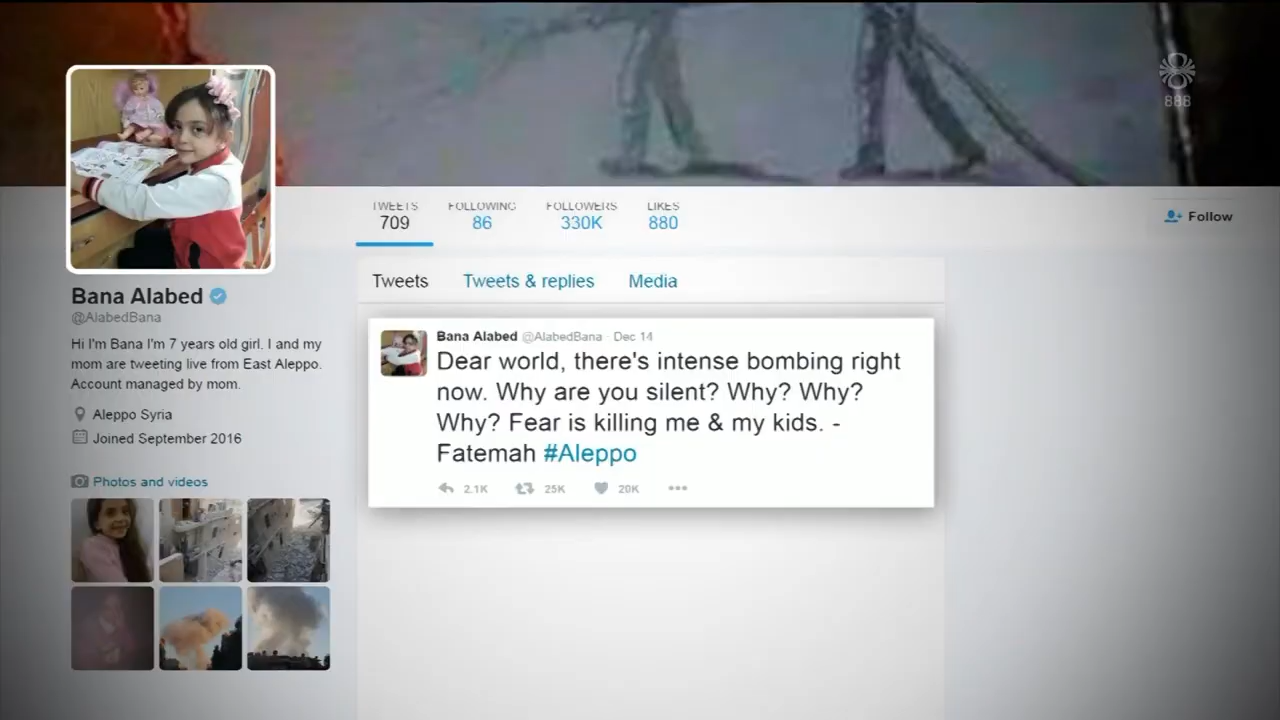 888
TWEETS FOLLOWING FOLLOWERS LIKES
709 86 330K 880
Follow
Bana Alabed
@AlabedBana
Hi I'm Bana I'm 7 years old girl. I and my
mom are tweeting live from East Aleppo.
Account managed by mom.
Aleppo Syria
Joined September 2016
Photos and videos
Tweets Tweets & replies Media
Bana Alabed @AlabedBana · Dec 14
Dear world, there's intense bombing right
now. Why are you silent? Why? Why?
Why? Fear is killing me & my kids. -
Fatemah #Aleppo
2.1K 25K 20K